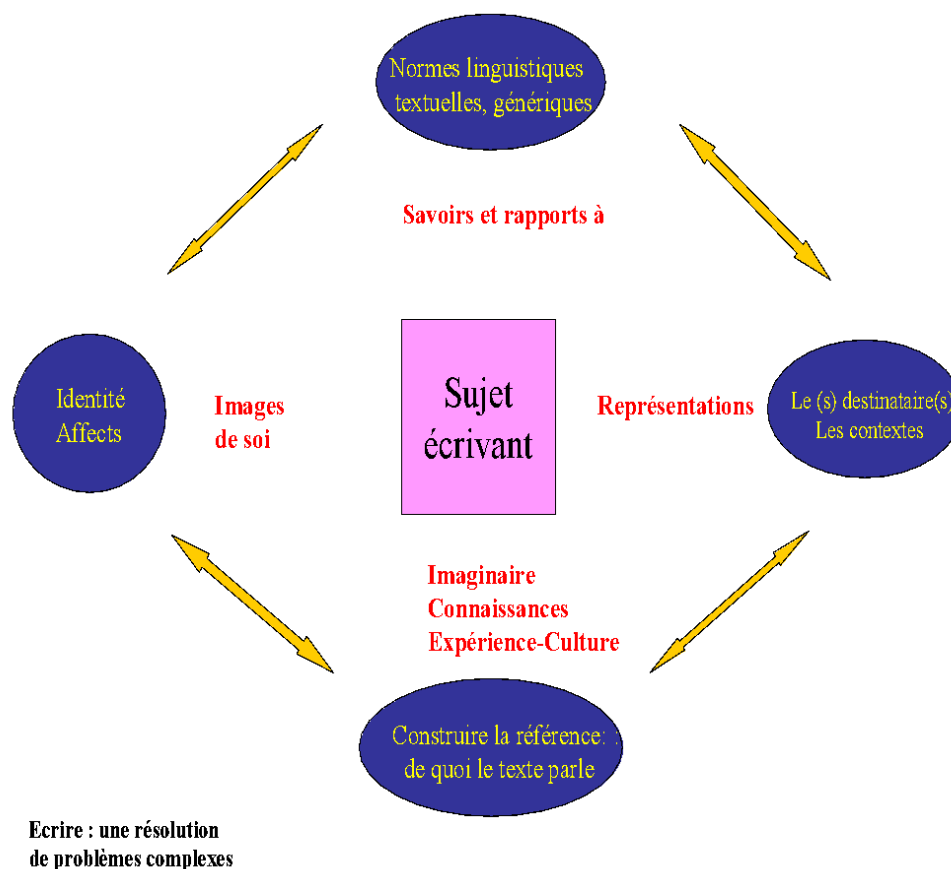 Normes linguistiques
textuelles, génériques
Savoirs et rapports à
Identité
Affects
Images
de soi
Sujet
écrivant
Représentations
Le (s) destinataire(s)
Les contextes
Imaginaire
Connaissances
Expérience-Culture
Construire la référence:
de quoi le texte parle
Ecrire : une résolution
de problèmes complexes